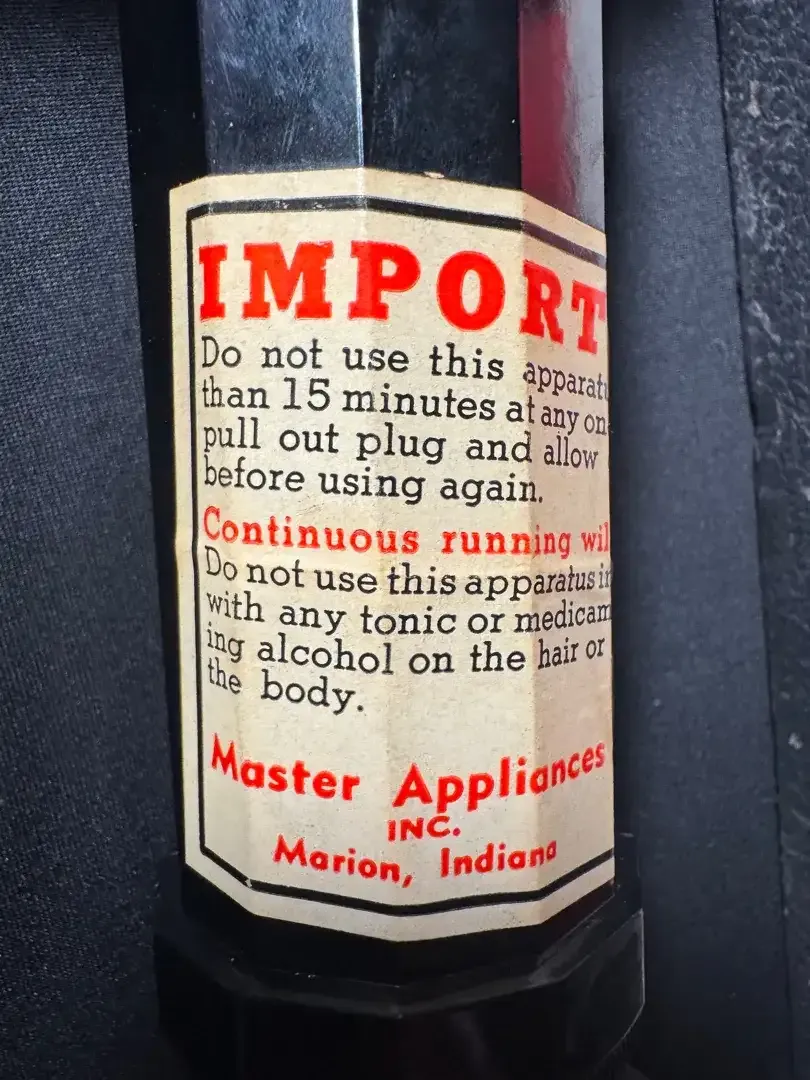 IMPORT
Do not use this apparatu
than 15 minutes at any on
pull out plug and allow
before using again.
Continuous running wil
Do not use this apparatus in
with any tonic or medicam
ing alcohol on the hair or
the body.
Master Appliances
INC.
Marion, Indiana